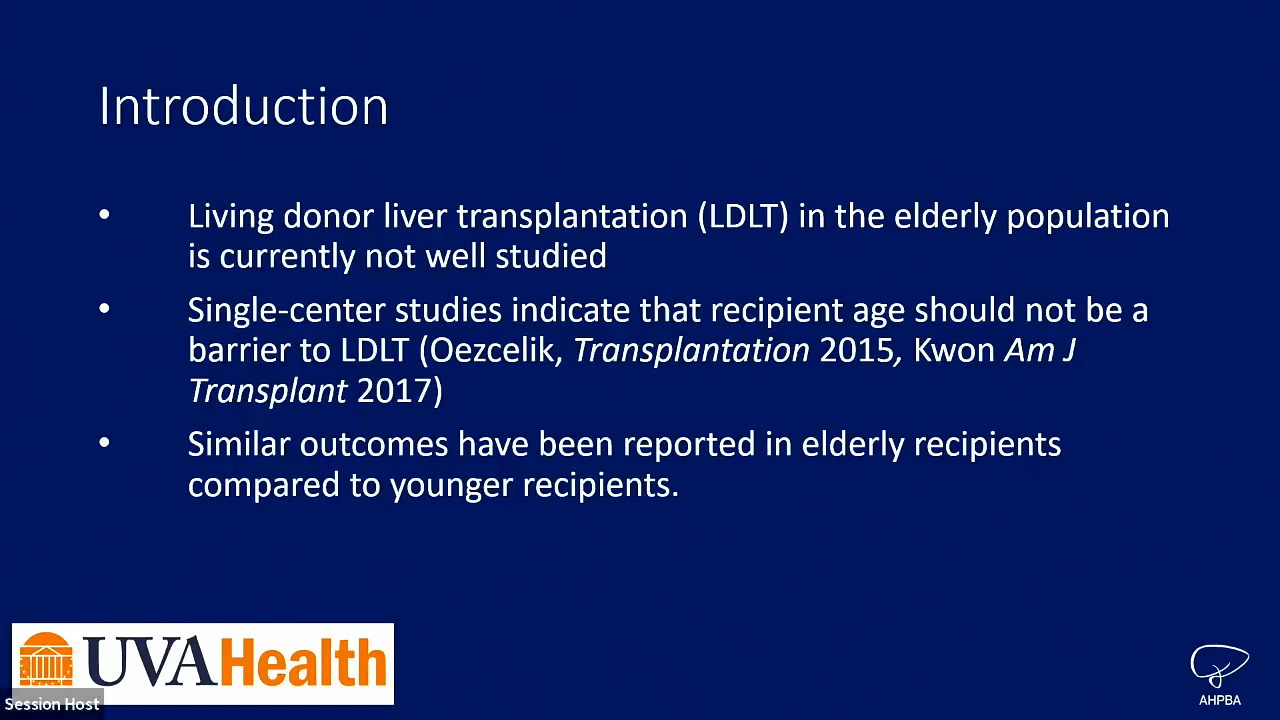 Introduction
• Living donor liver transplantation (LDLT) in the elderly population
is currently not well studied
• Single-center studies indicate that recipient age should not be a
barrier to LDLT (Oezcelik, Transplantation 2015, Kwon Am J
Transplant 2017)
• Similar outcomes have been reported in elderly recipients
compared to younger recipients.
UVAHealth
Session Host
AHPBA